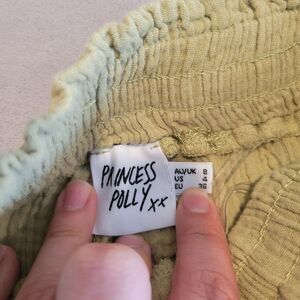 PRINCESS
POLLY xx
AU/UK 8
US 4
EU 36